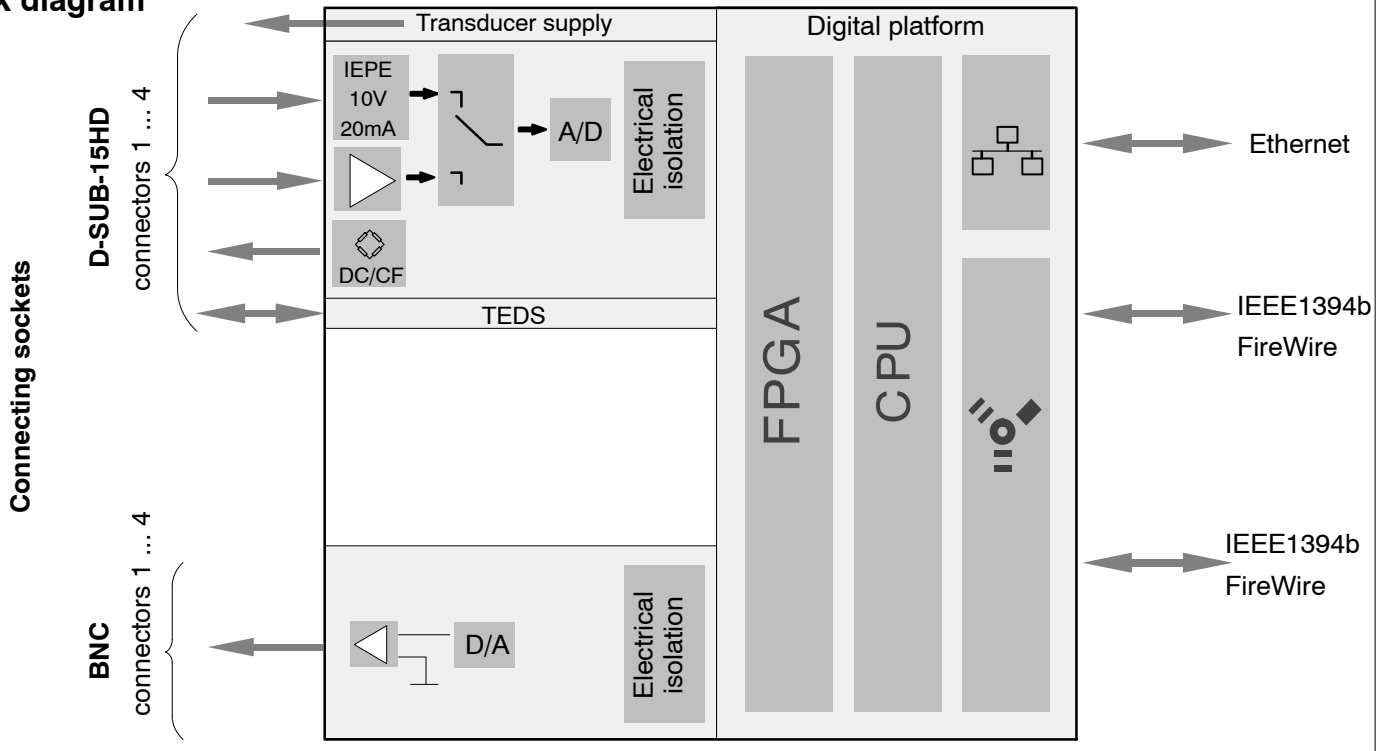 diagram
Transducer supply
Digital platform
IEPE
10V
20mA
A/D
Electrical
isolation
DC/CF
TEDS
D-SUB-15HD
connectors 1 ... 4
Connecting sockets
BNC
connectors 1 ... 4
D/A
Electrical
isolation
FPGA
CPU
Ethernet
IEEE1394b
FireWire
IEEE1394b
FireWire